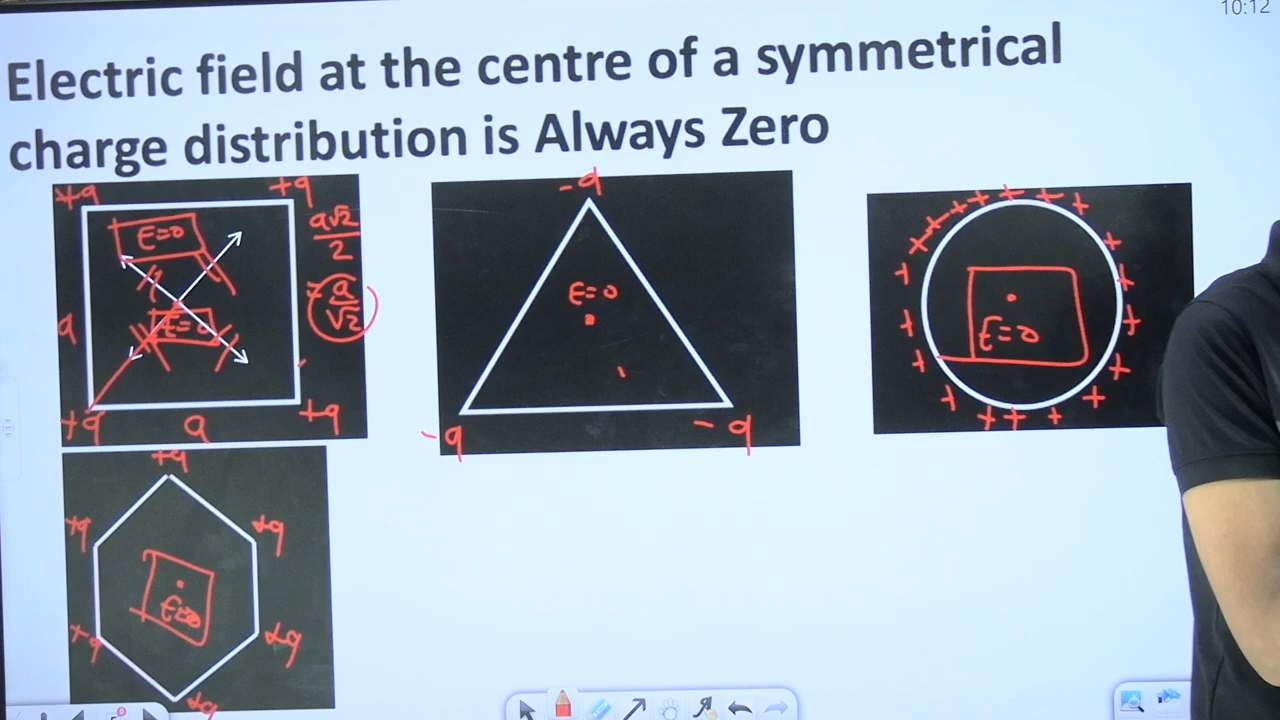 10:12
Electric field at the centre of a symmetrical
charge distribution is Always Zero
+q +q
E=0
a√2
2
a
√2
E=0
a
+q a +q
-q
E=0
-q -q
+ + + + + + + + + + + + + + + + + + + +
E=0
+q
+q +q
E=0
+q +q
+q